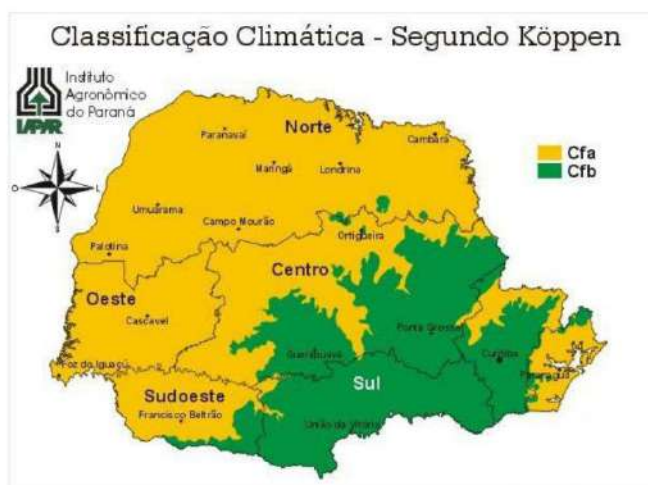 Classificação Climática - Segundo Köppen
Instituto
Agronômico
do Paraná
IAPAR
N
O
L
S
Norte
Paranavaí
Cambará
Maringá
Londrina
Cfa
Cfb
Umuarama
Campo Mourão
Ortigueira
Palotina
Centro
Oeste
Cascavel
Ponta Grossa
Guarapuava
Curitiba
Foz do Iguaçú
Paranaguá
Sudoeste
Sul
Francisco Beltrão
União da Vitória